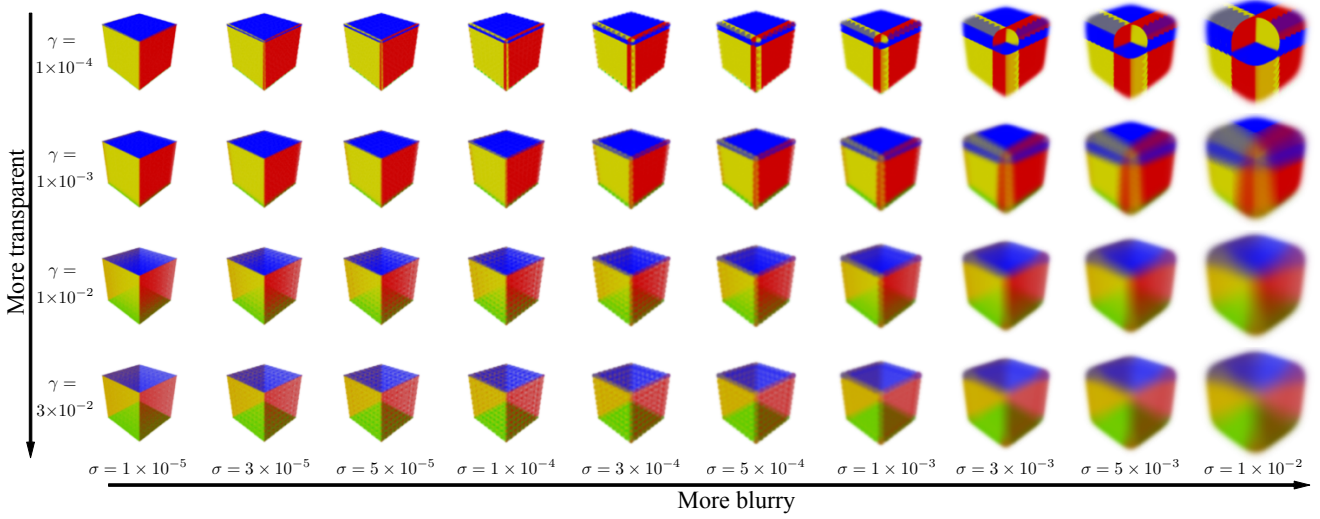 More transparent
γ =
1×10⁻⁴
γ =
1×10⁻³
γ =
1×10⁻²
γ =
3×10⁻²
σ = 1 × 10⁻⁵ σ = 3 × 10⁻⁵ σ = 5 × 10⁻⁵ σ = 1 × 10⁻⁴ σ = 3 × 10⁻⁴ σ = 5 × 10⁻⁴ σ = 1 × 10⁻³ σ = 3 × 10⁻³ σ = 5 × 10⁻³ σ = 1 × 10⁻²
More blurry